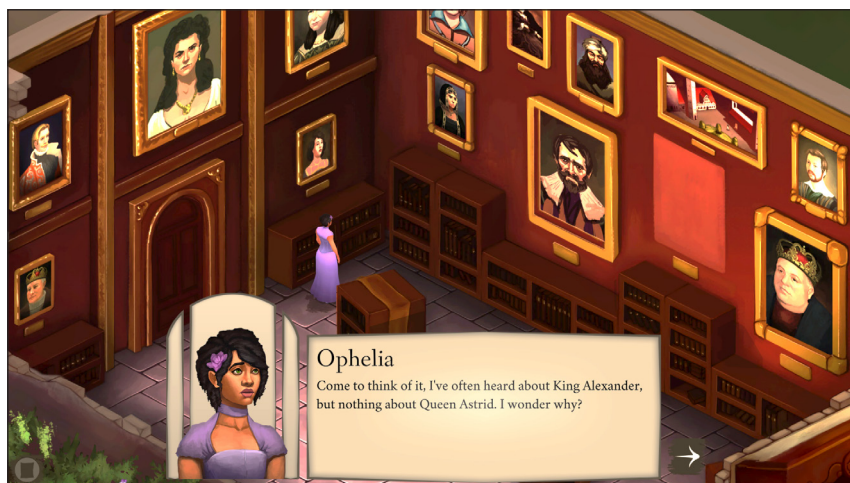 Ophelia
Come to think of it, I've often heard about King Alexander,
but nothing about Queen Astrid. I wonder why?